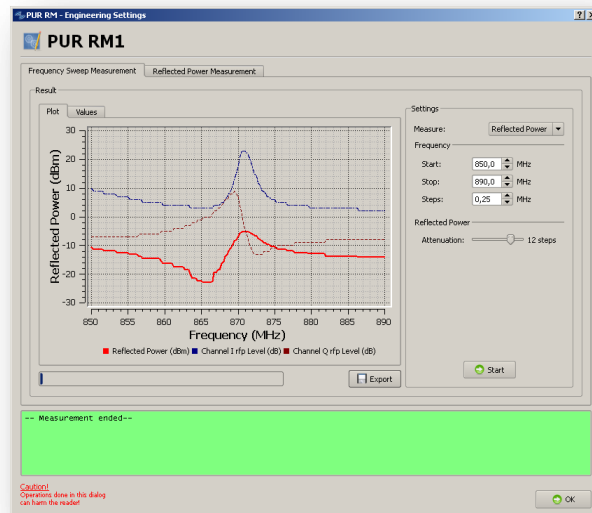 PUR RM - Engineering Settings
PUR RM1
Frequency Sweep Measurement Reflected Power Measurement
Result
Plot Values
30
20
10
0
-10
-20
-30
Reflected Power (dBm)
850 855 860 865 870 875 880 885 890
Frequency (MHz)
Reflected Power (dBm) Channel I rfp Level (dB) Channel Q rfp Level (dB)
Export
Settings
Measure: Reflected Power
Frequency
Start: 850,0 MHz
Stop: 890,0 MHz
Steps: 0,25 MHz
Reflected Power
Attenuation: 12 steps
Start
-- Measurement ended--
Caution!
Operations done in this dialog
can harm the reader!
OK